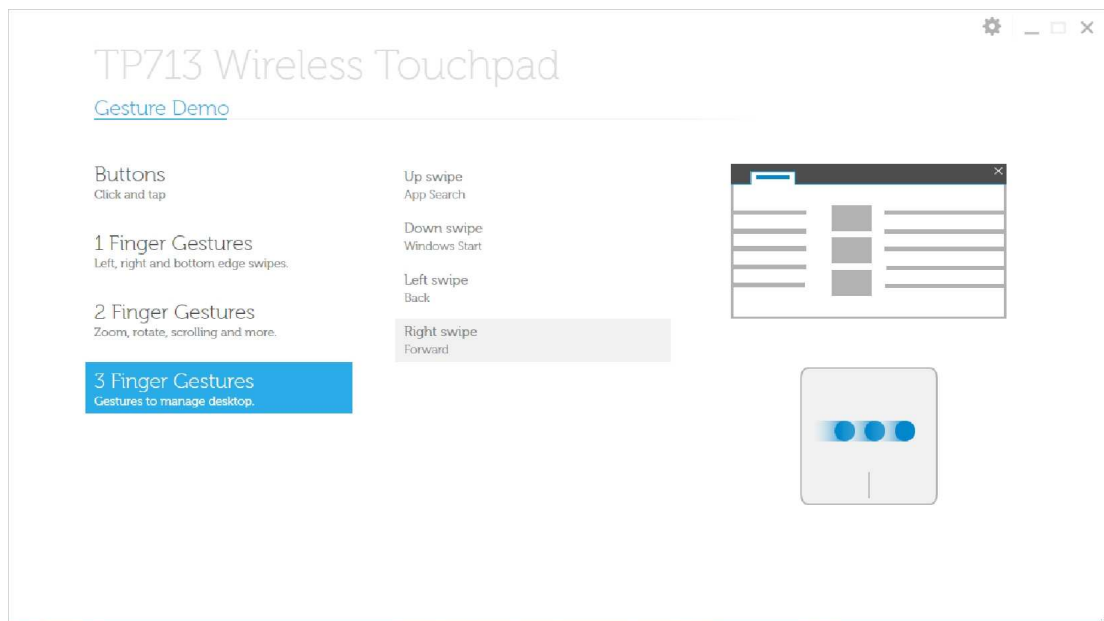 TP713 Wireless Touchpad
Gesture Demo
Buttons
Click and tap
1 Finger Gestures
Left, right and bottom edge swipes.
2 Finger Gestures
Zoom, rotate, scrolling and more.
3 Finger Gestures
Gestures to manage desktop.
Up swipe
App Search
Down swipe
Windows Start
Left swipe
Back
Right swipe
Forward